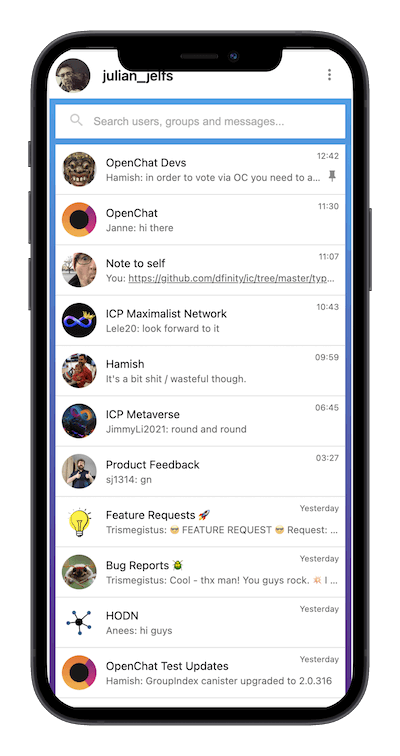 julian_jelfs
Search users, groups and messages...
OpenChat Devs 12:42
Hamish: in order to vote via OC you need to a...
OpenChat 11:30
Janne: hi there
Note to self 11:07
You: https://github.com/dfinity/ic/tree/master/typ...
ICP Maximalist Network 10:43
Lele20: look forward to it
Hamish 09:59
It's a bit shit / wasteful though.
ICP Metaverse 06:45
JimmyLi2021: round and round
Product Feedback 03:27
sj1314: gn
Feature Requests 🚀 Yesterday
Trismegistus: 😎 FEATURE REQUEST 😎 Request: ...
Bug Reports 🪲 Yesterday
Trismegistus: Cool - thx man! You guys rock. 💥 I ...
HODN Yesterday
Anees: hi guys
OpenChat Test Updates Yesterday
Hamish: GroupIndex canister upgraded to 2.0.316